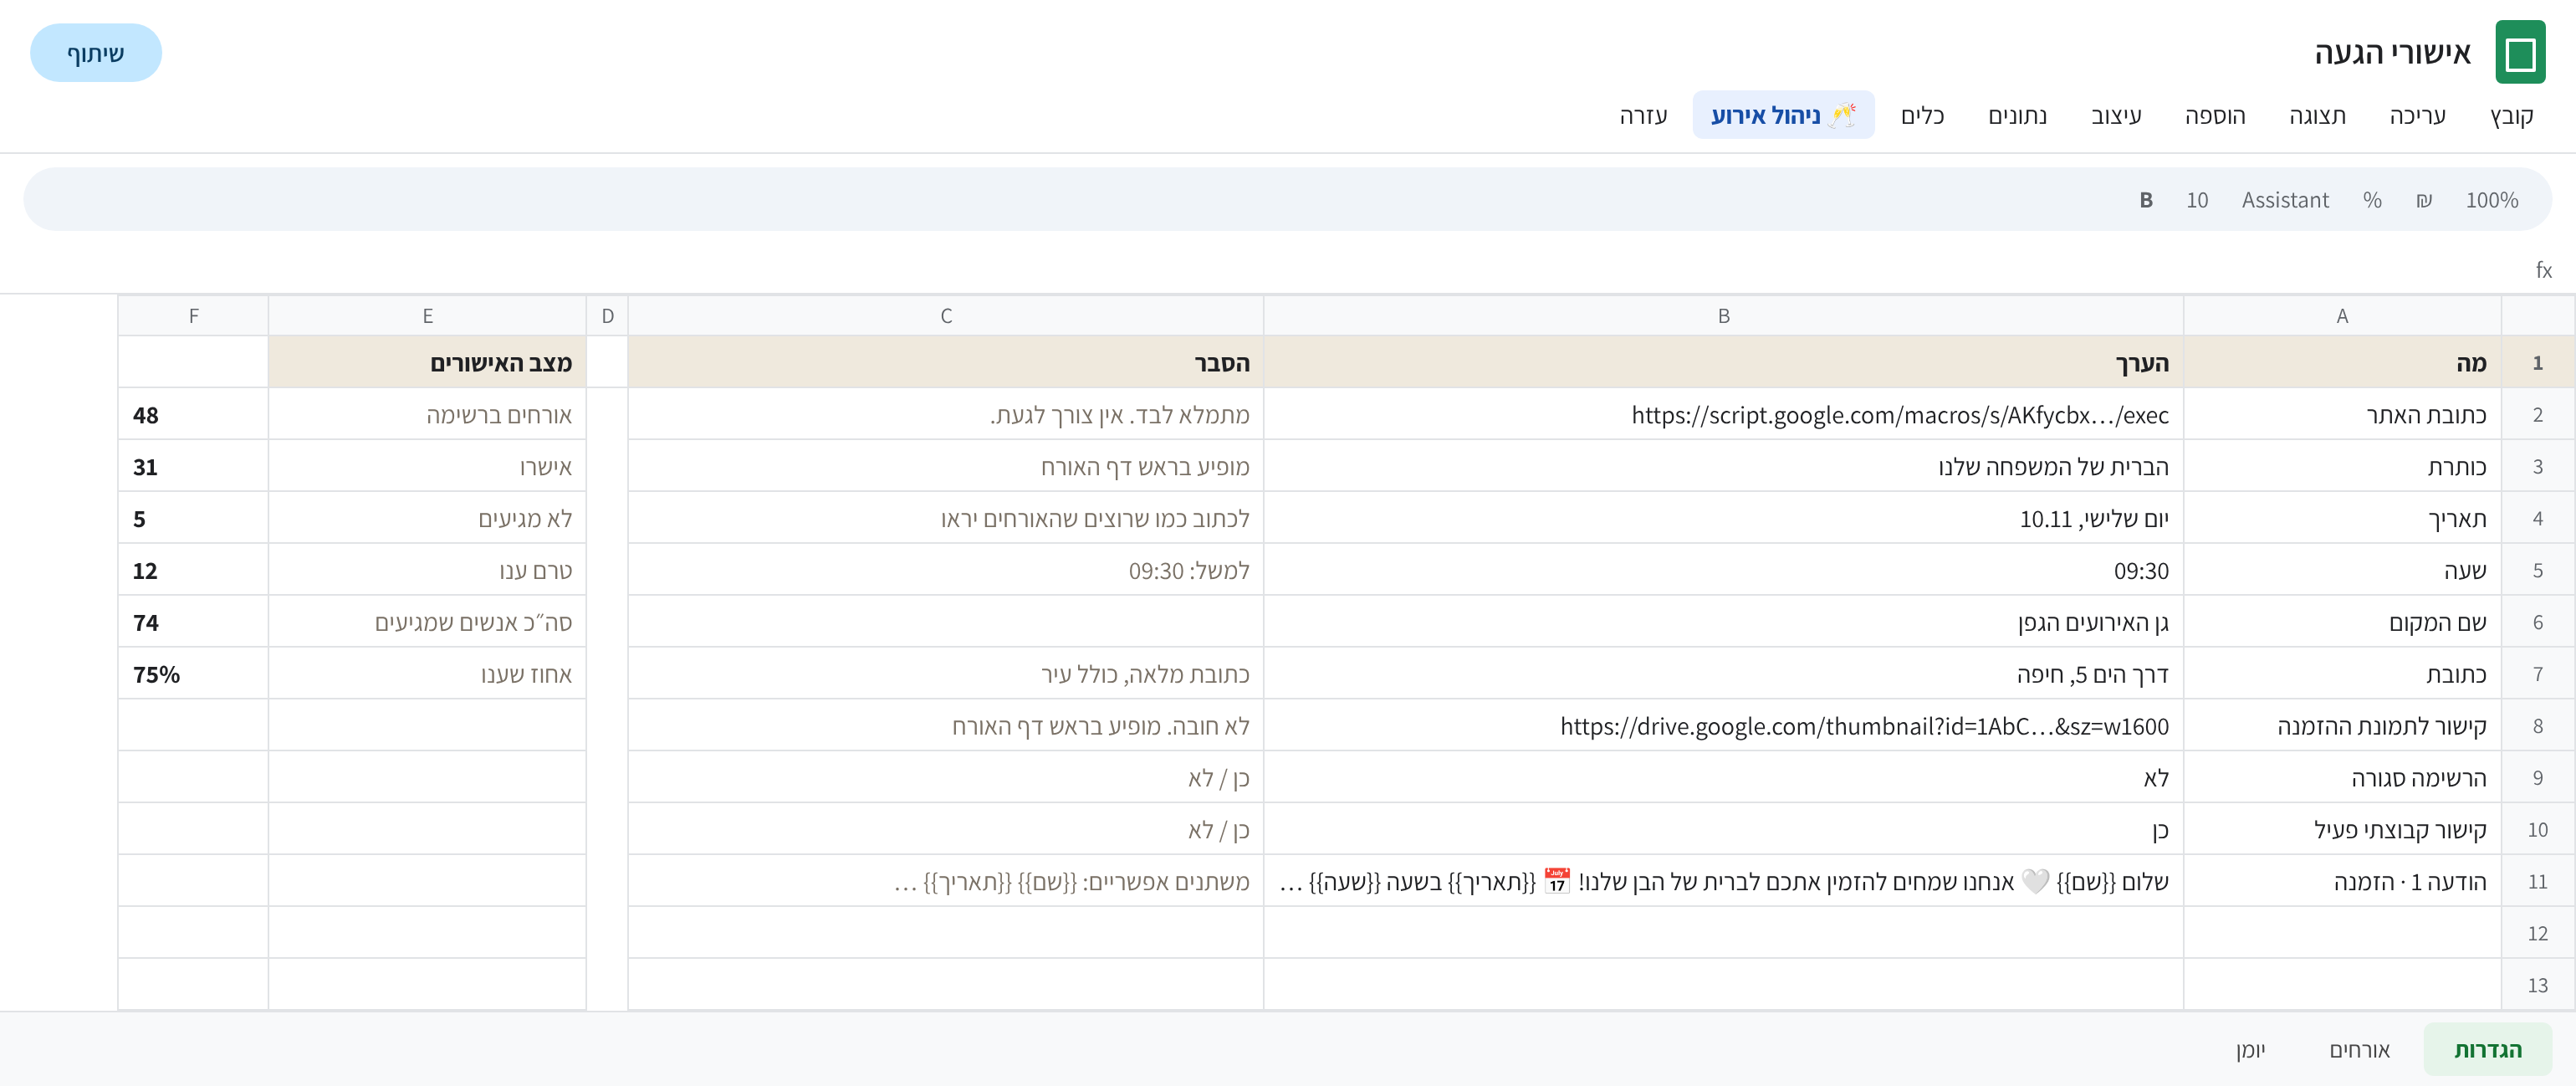 אישורי הגעה
שיתוף
קובץ עריכה תצוגה הוספה עיצוב נתונים כלים 🥂 ניהול אירוע עזרה
100% ₪ % Assistant 10 B
fx
A B C D E F
1 מה הערך הסבר מצב האישורים
2 כתובת האתר https://script.google.com/macros/s/AKfycbx…/exec מתמלא לבד. אין צורך לגעת. אורחים ברשימה 48
3 כותרת הברית של המשפחה שלנו מופיע בראש דף האורח אישרו 31
4 תאריך יום שלישי, 10.11 לכתוב כמו שרוצים שהאורחים יראו לא מגיעים 5
5 שעה 09:30 למשל: 09:30 טרם ענו 12
6 שם המקום גן האירועים הגפן סה״כ אנשים שמגיעים 74
7 כתובת דרך הים 5, חיפה כתובת מלאה, כולל עיר אחוז שענו 75%
8 קישור לתמונת ההזמנה https://drive.google.com/thumbnail?id=1AbC…&sz=w1600 לא חובה. מופיע בראש דף האורח
9 הרשימה סגורה לא כן / לא
10 קישור קבוצתי פעיל כן כן / לא
11 הודעה 1 · הזמנה שלום {{שם}} 🤍 אנחנו שמחים להזמין אתכם לברית של הבן שלנו! 📅 {{תאריך}} בשעה {{שעה}} … משתנים אפשריים: {{שם}} {{תאריך}} …
12
13
הגדרות אורחים יומן